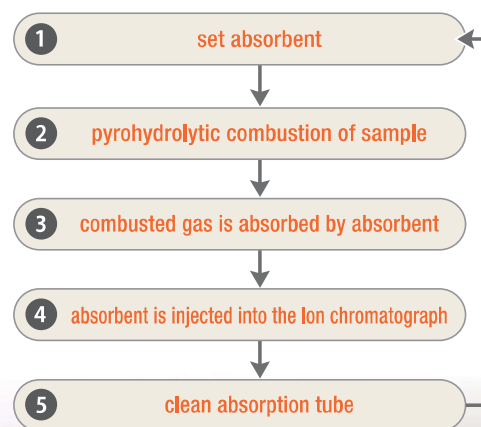 1 set absorbent
2 pyrohydrolytic combustion of sample
3 combusted gas is absorbed by absorbent
4 absorbent is injected into the Ion chromatograph
5 clean absorption tube